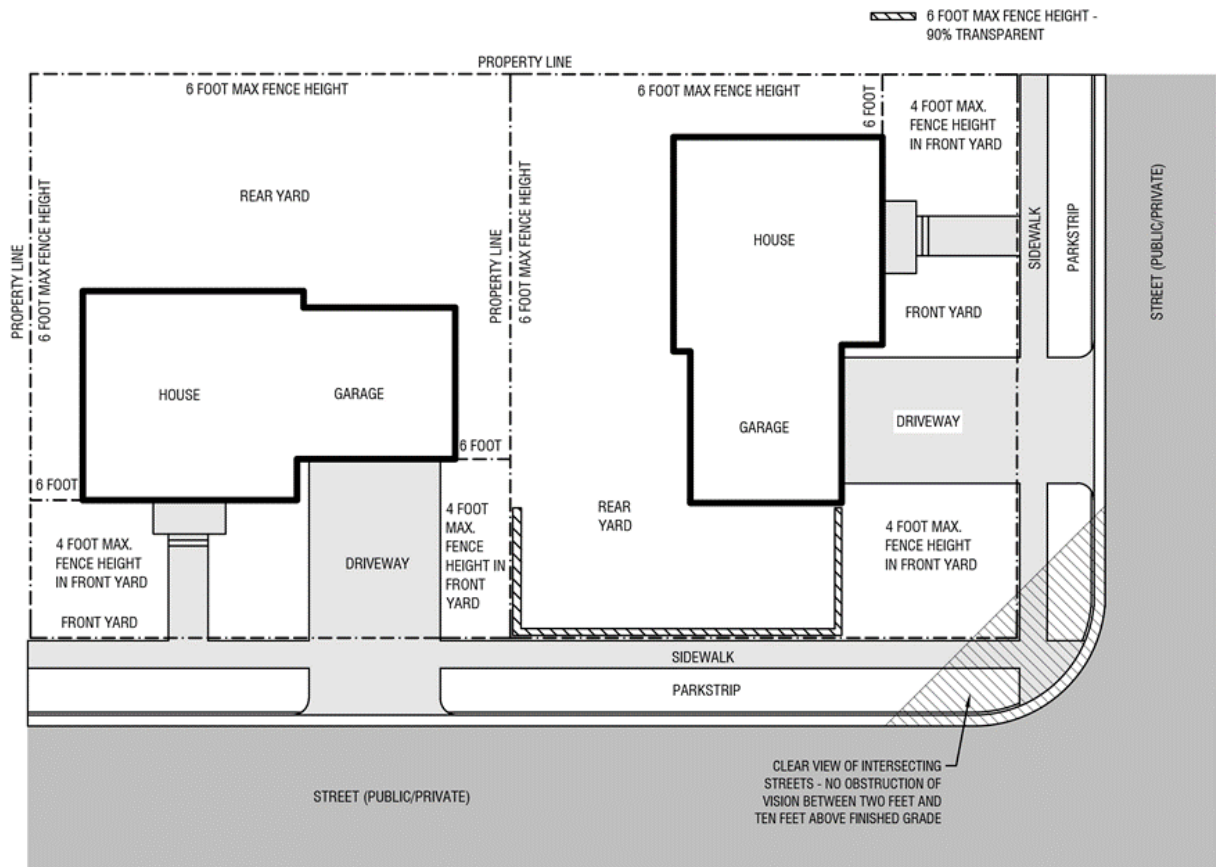 6 FOOT MAX FENCE HEIGHT -
90% TRANSPARENT
PROPERTY LINE
6 FOOT MAX FENCE HEIGHT
6 FOOT MAX FENCE HEIGHT
6 FOOT
4 FOOT MAX.
FENCE HEIGHT
IN FRONT YARD
PROPERTY LINE
6 FOOT MAX FENCE HEIGHT
REAR YARD
PROPERTY LINE
6 FOOT MAX FENCE HEIGHT
HOUSE
SIDEWALK
PARKSTRIP
STREET (PUBLIC/PRIVATE)
FRONT YARD
HOUSE
GARAGE
GARAGE
DRIVEWAY
6 FOOT
6 FOOT
4 FOOT MAX.
FENCE HEIGHT
IN FRONT YARD
FRONT YARD
DRIVEWAY
4 FOOT
MAX.
FENCE
HEIGHT IN
FRONT
YARD
REAR
YARD
4 FOOT MAX.
FENCE HEIGHT
IN FRONT YARD
SIDEWALK
PARKSTRIP
STREET (PUBLIC/PRIVATE)
CLEAR VIEW OF INTERSECTING
STREETS - NO OBSTRUCTION OF
VISION BETWEEN TWO FEET AND
TEN FEET ABOVE FINISHED GRADE